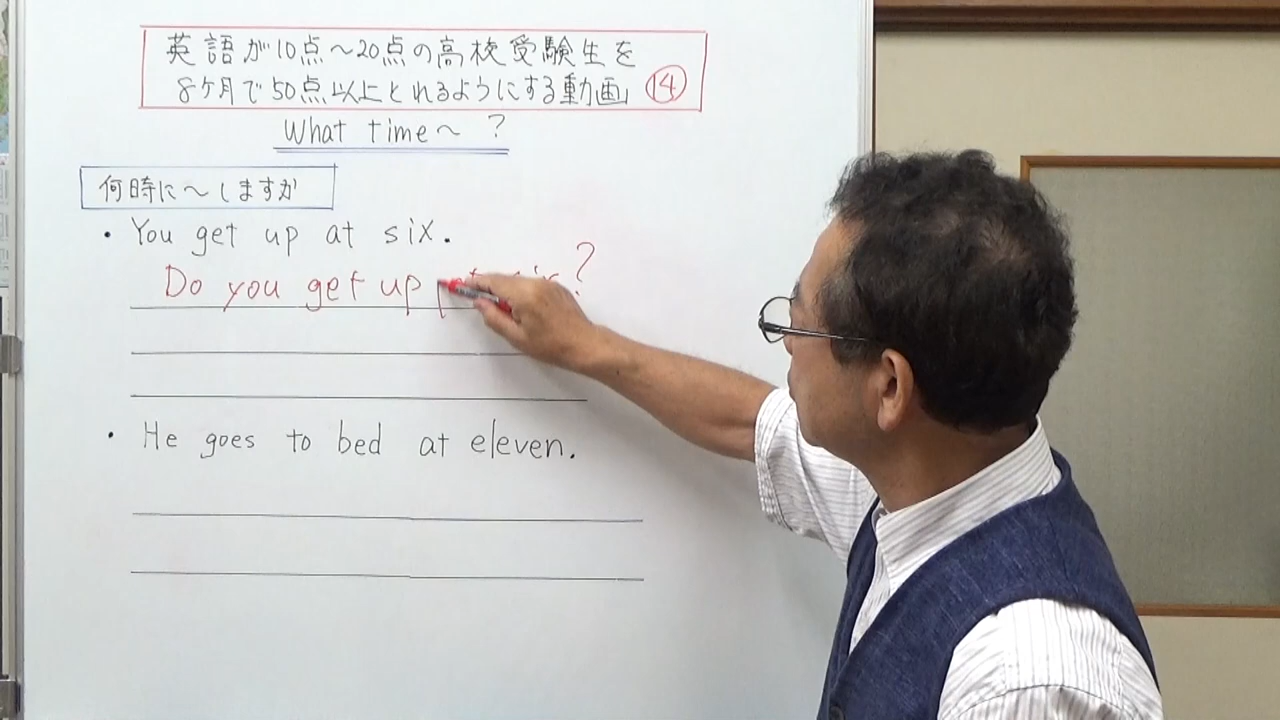 英語が10点〜20点の高校受験生を
8ヶ月で50点以上とれるようにする動画 ⑭
What time〜 ?
何時に〜しますか
・You get up at six.
Do you get up ?
・He goes to bed at eleven.